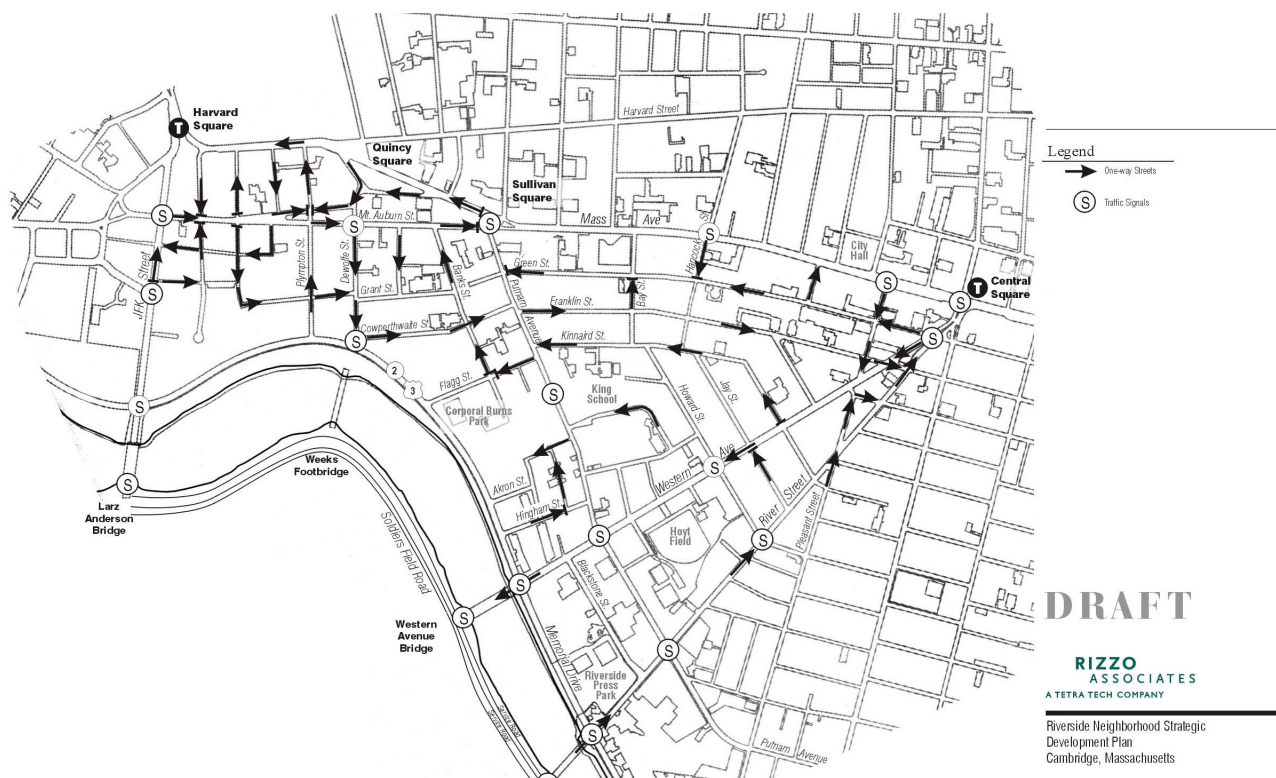 Harvard
Square
T
Quincy
Square
Harvard Street
Sullivan
Square
Mass Ave
Mt. Auburn St.
S
Hancock St.
City
Hall
T
Central
Square
JFK Street
Plympton St.
Dewolfe St.
Grant St.
Banks St.
Putnam Avenue
Green St.
Bay St.
Franklin St.
Cowperthwaite St.
Kinnaird St.
2
3
Flagg St.
Corporal Burns
Park
King
School
Howard St.
Jay St.
Weeks
Footbridge
Larz
Anderson
Bridge
Akron St.
Hingham St.
Western Ave
River Street
Pleasant Street
Hoyt
Field
Soldiers Field Road
Blackstone St.
Western
Avenue
Bridge
Memorial Drive
Riverside
Press
Park
Putnam Avenue
Legend
One-way Streets
S
Traffic Signals
DRAFT
RIZZO
ASSOCIATES
A TETRA TECH COMPANY
Riverside Neighborhood Strategic
Development Plan
Cambridge, Massachusetts